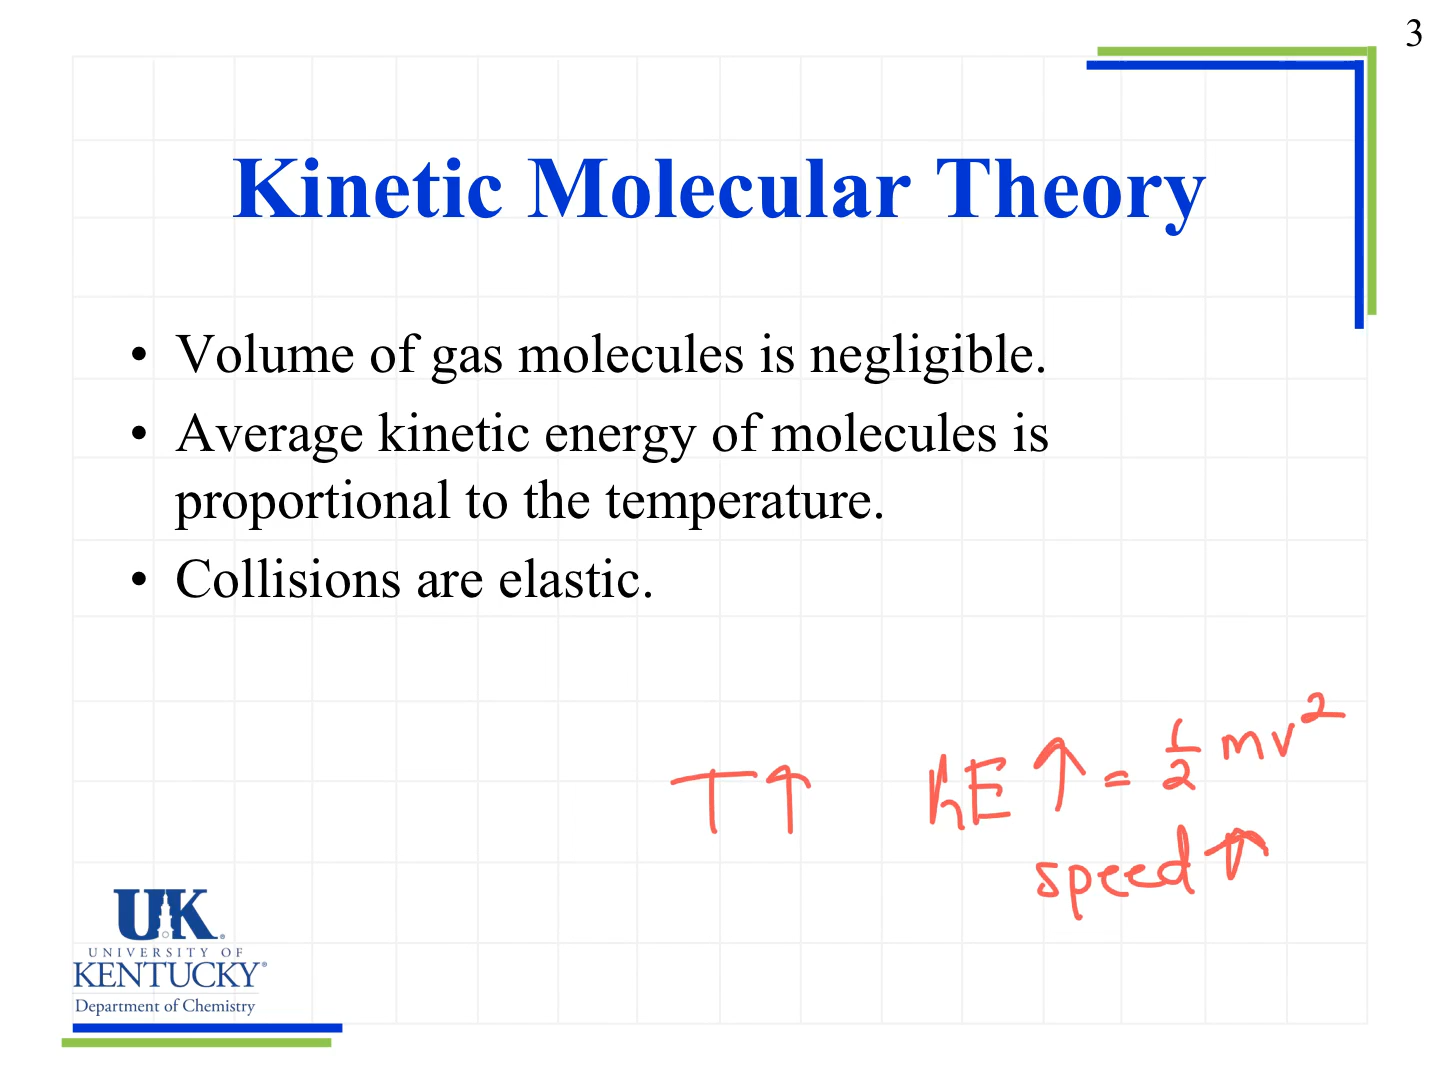 3
Kinetic Molecular Theory
• Volume of gas molecules is negligible.
• Average kinetic energy of molecules is
proportional to the temperature.
• Collisions are elastic.
T↑ KE↑ = 1/2 mv²
speed ↑
UK®
UNIVERSITY OF
KENTUCKY®
Department of Chemistry